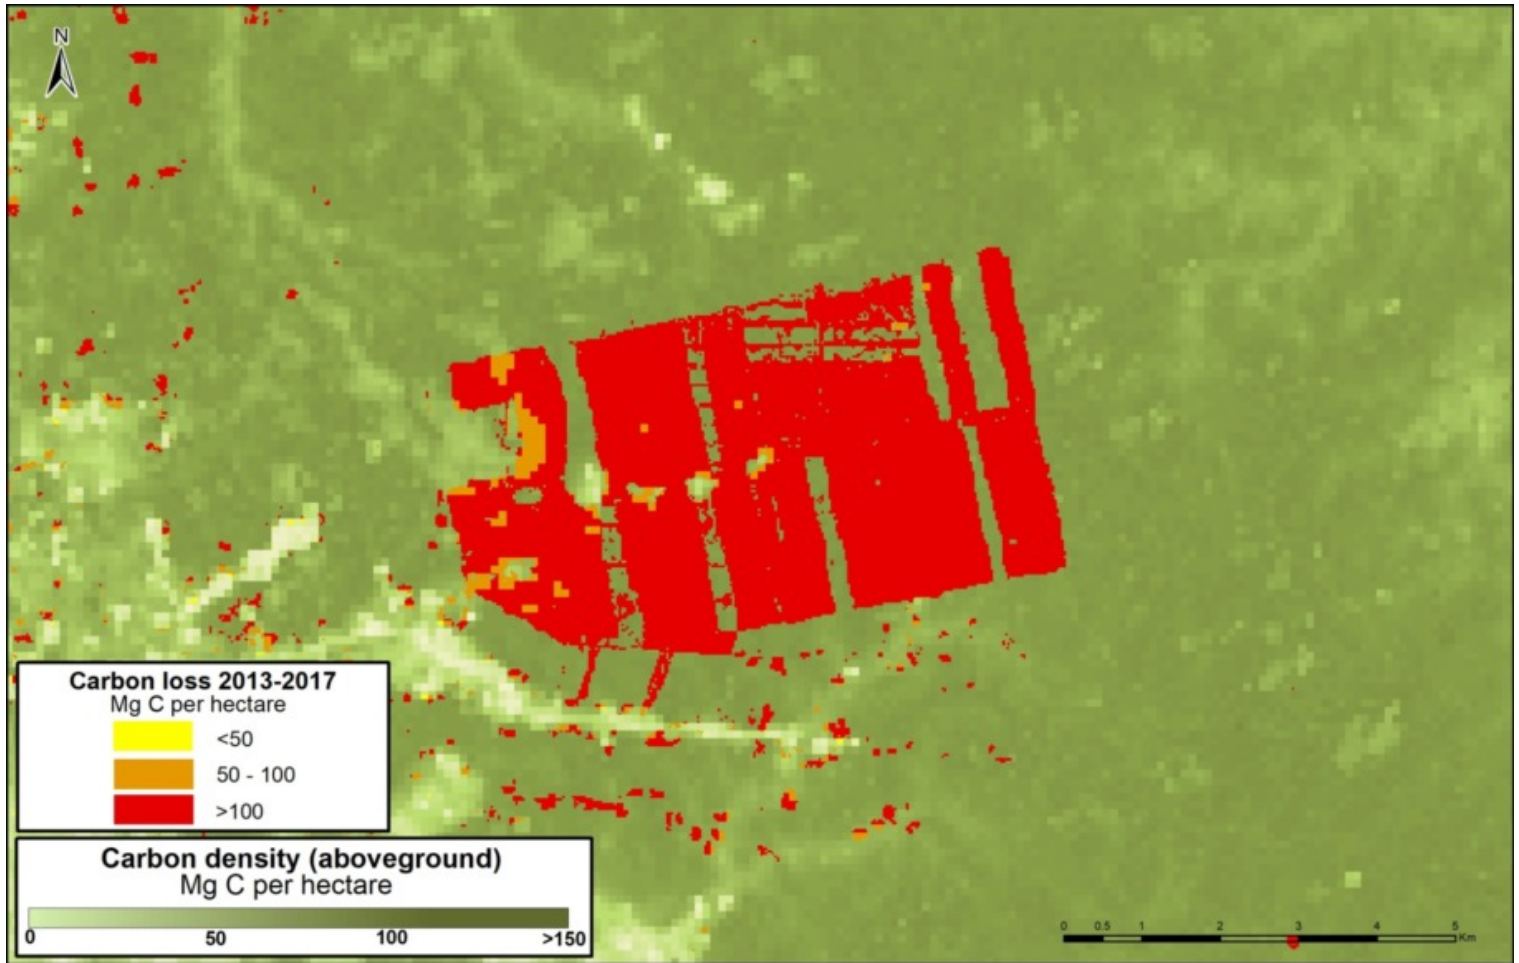 N
Carbon loss 2013-2017
Mg C per hectare
<50
50 - 100
>100
Carbon density (aboveground)
Mg C per hectare
0 50 100 >150
0 0.5 1 2 3 4 5
Km